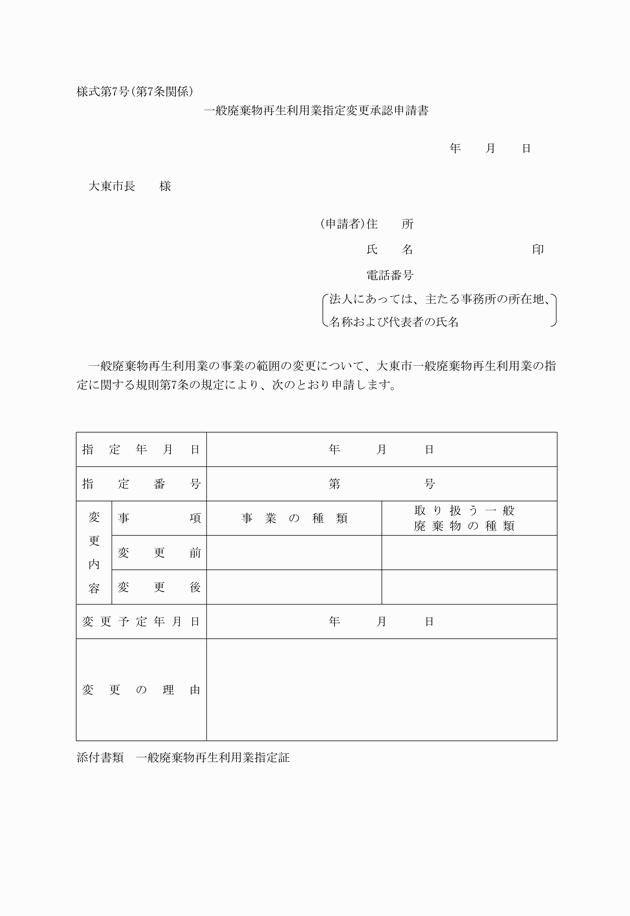 様式第7号(第7条関係)
一般廃棄物再生利用業指定変更承認申請書
年　月　日
大東市長　様
(申請者)住　所
氏　名　印
電話番号
法人にあっては、主たる事務所の所在地、
名称および代表者の氏名
一般廃棄物再生利用業の事業の範囲の変更について、大東市一般廃棄物再生利用業の指
定に関する規則第7条の規定により、次のとおり申請します。
指定年月日　年　月　日
指定番号　第　号
変更内容
事項　事業の種類　取り扱う一般
廃棄物の種類
変更前
変更後
変更予定年月日　年　月　日
変更の理由
添付書類　一般廃棄物再生利用業指定証